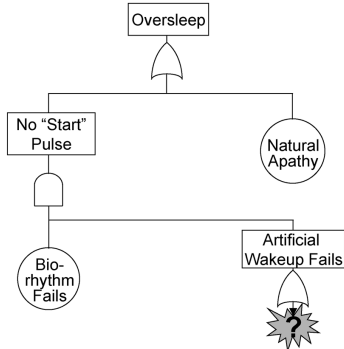 Oversleep
No “Start”
Pulse
Natural
Apathy
Bio-
rhythm
Fails
Artificial
Wakeup Fails
?